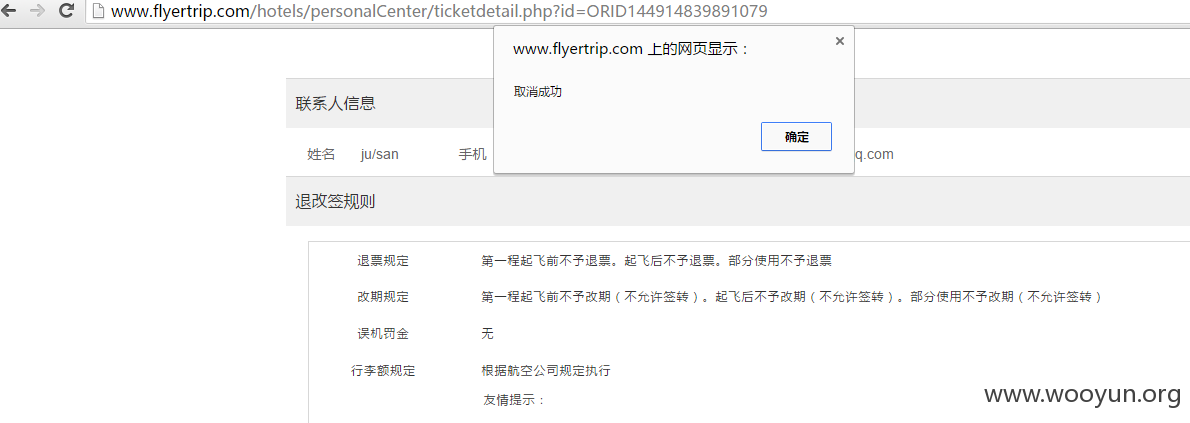 www.flyertrip.com/hotels/personalCenter/ticketdetail.php?id=ORID144914839891079
www.flyertrip.com 上的网页显示：
取消成功
确定
联系人信息
姓名 ju/san 手机 q.com
退改签规则
退票规定 第一程起飞前不予退票。起飞后不予退票。部分使用不予退票
改期规定 第一程起飞前不予改期（不允许签转）。起飞后不予改期（不允许签转）。部分使用不予改期（不允许签转）
误机罚金 无
行李额规定 根据航空公司规定执行
友情提示：
www.wooyun.org